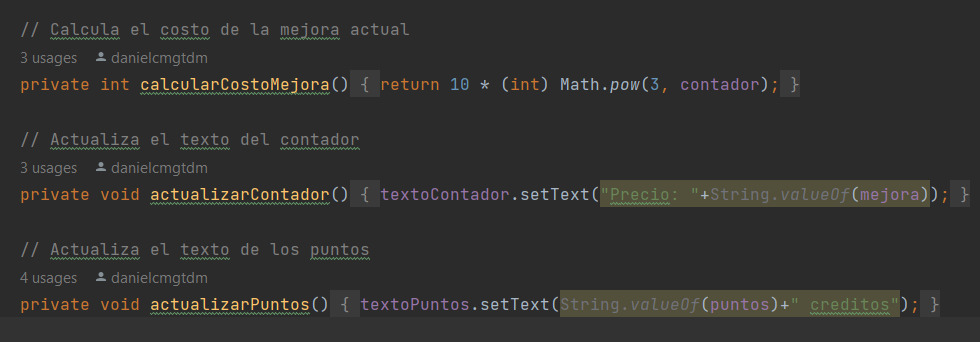 // Calcula el costo de la mejora actual
3 usages danielcmgtdm
private int calcularCostoMejora() { return 10 * (int) Math.pow(3, contador); }
// Actualiza el texto del contador
3 usages danielcmgtdm
private void actualizarContador() { textoContador.setText("Precio: "+String.valueOf(mejora)); }
// Actualiza el texto de los puntos
4 usages danielcmgtdm
private void actualizarPuntos() { textoPuntos.setText(String.valueOf(puntos)+" creditos"); }